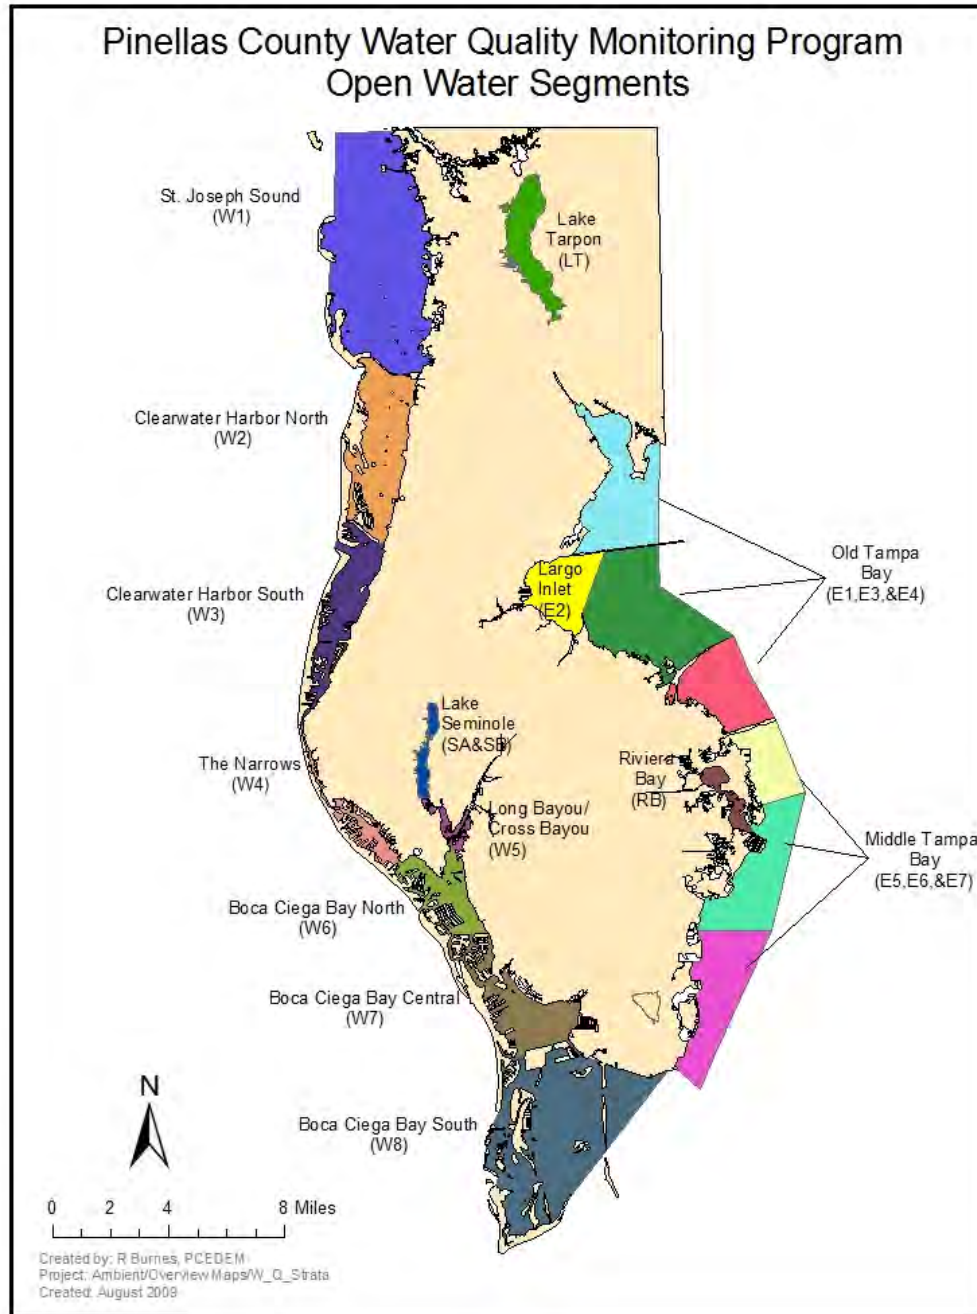 Pinellas County Water Quality Monitoring Program
Open Water Segments
St. Joseph Sound
(W1)
Lake
Tarpon
(LT)
Clearwater Harbor North
(W2)
Old Tampa
Bay
(E1,E3,&E4)
Largo
Inlet
(E2)
Clearwater Harbor South
(W3)
Lake
Seminole
(SA&SB)
The Narrows
(W4)
Riviera
Bay
(RB)
Long Bayou/
Cross Bayou
(W5)
Middle Tampa
Bay
(E5,E6,&E7)
Boca Ciega Bay North
(W6)
Boca Ciega Bay Central
(W7)
N
Boca Ciega Bay South
(W8)
0 2 4 8 Miles
Created by: R Burnes, PCEDEM
Project: Ambient/Overview Maps/W_Q_Strata
Created: August 2009